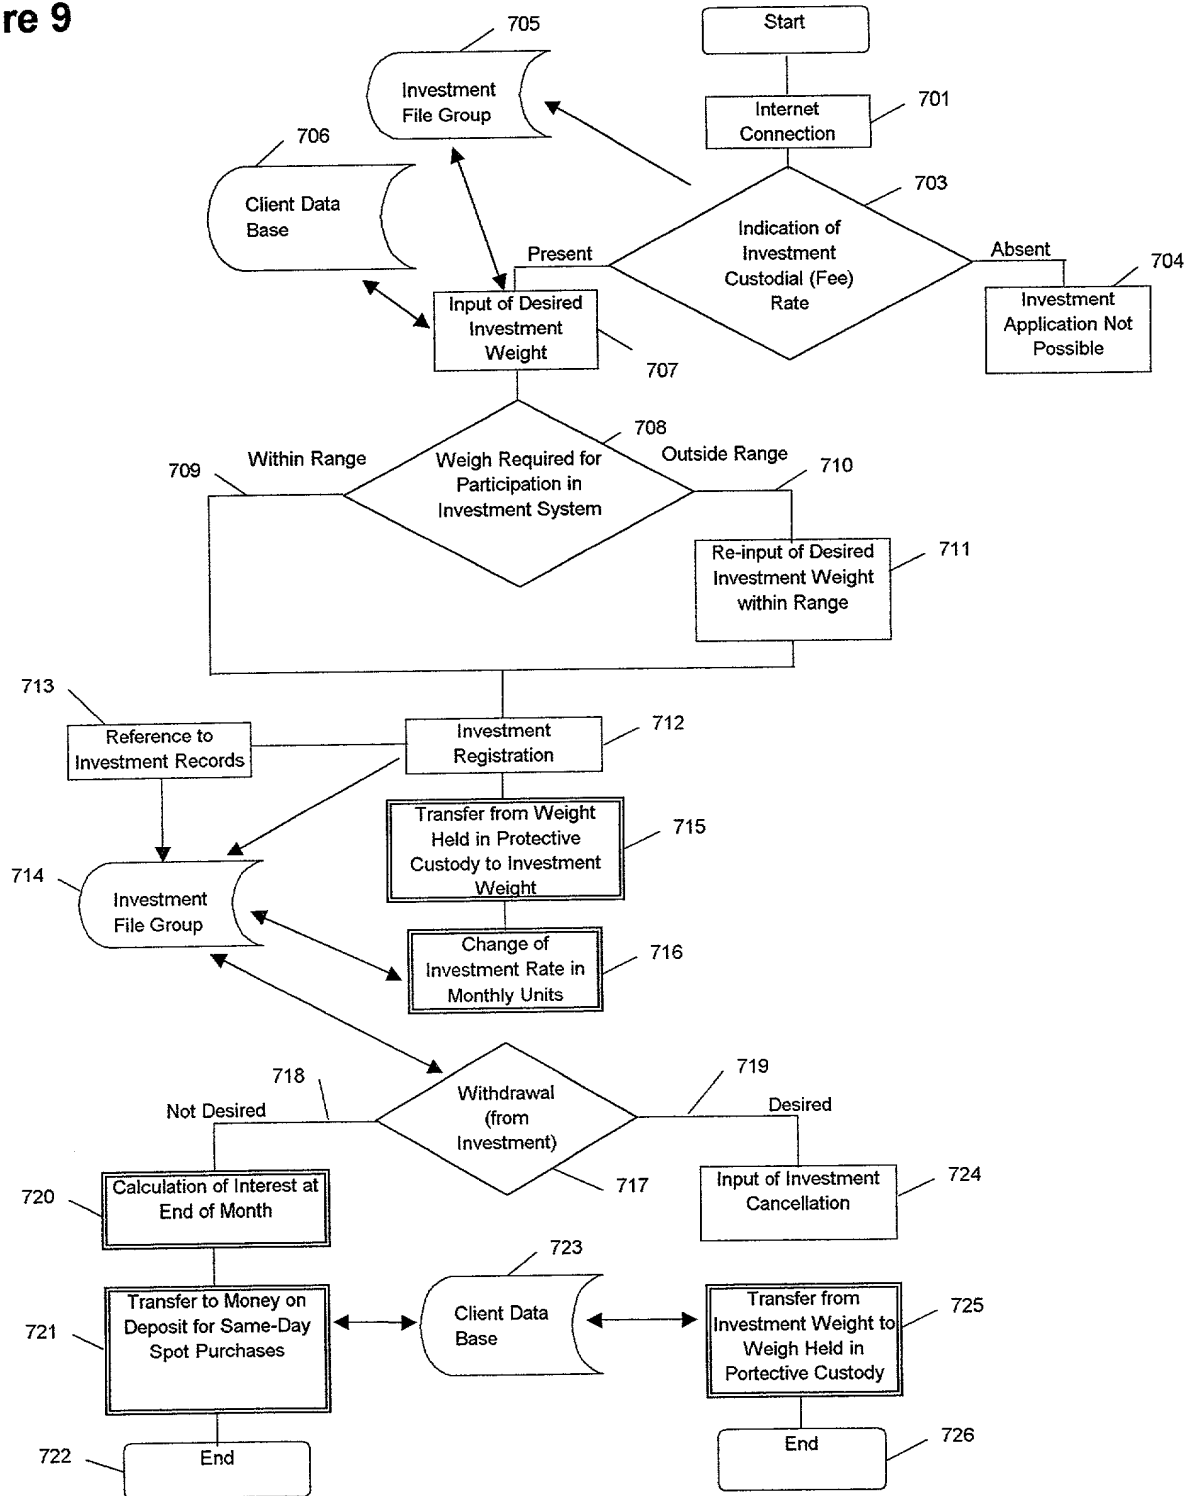 re 9
Start
705
Investment
File Group
Internet
Connection
701
706
Client Data
Base
703
Indication of
Investment
Custodial (Fee)
Rate
Present
Absent
704
Investment
Application Not
Possible
Input of Desired
Investment
Weight
707
708
Within Range
Weigh Required for
Participation in
Investment System
Outside Range
709
710
Re-input of Desired
Investment Weight
within Range
711
713
Reference to
Investment Records
Investment
Registration
712
Transfer from Weight
Held in Protective
Custody to Investment
Weight
715
714
Investment
File Group
Change of
Investment Rate in
Monthly Units
716
718
719
Not Desired
Withdrawal
(from
Investment)
Desired
717
720
Calculation of Interest at
End of Month
Input of Investment
Cancellation
724
723
721
Transfer to Money on
Deposit for Same-Day
Spot Purchases
Client Data
Base
Transfer from
Investment Weight to
Weigh Held in
Portective Custody
725
722
End
End
726